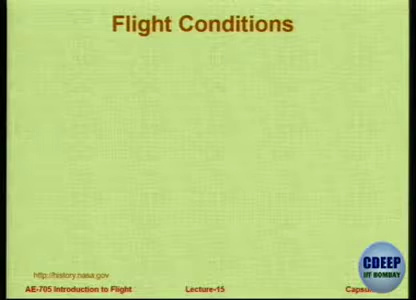 Flight Conditions
http://history.nasa.gov
AE-705 Introduction to Flight
Lecture-15
CDEEP
IIT BOMBAY